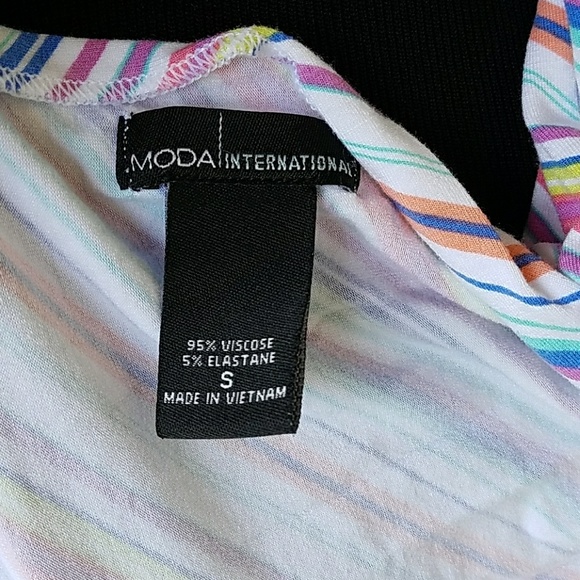 MODA INTERNATIONAL
95% VISCOSE
5% ELASTANE
S
MADE IN VIETNAM